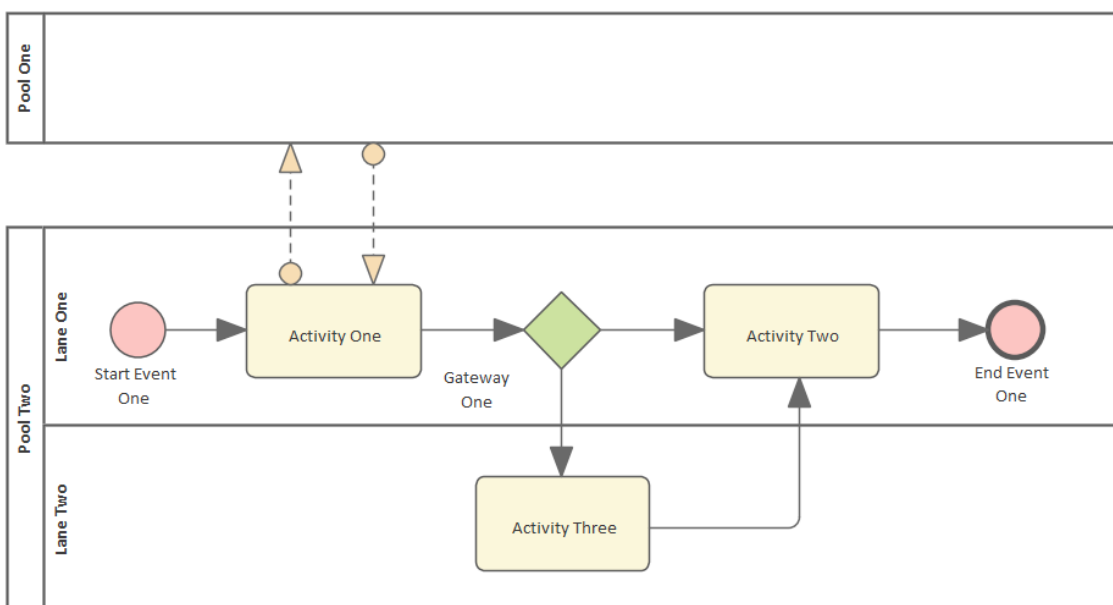 Pool One
Pool Two
Lane One
Start Event
One
Activity One
Gateway
One
Activity Two
End Event
One
Lane Two
Activity Three